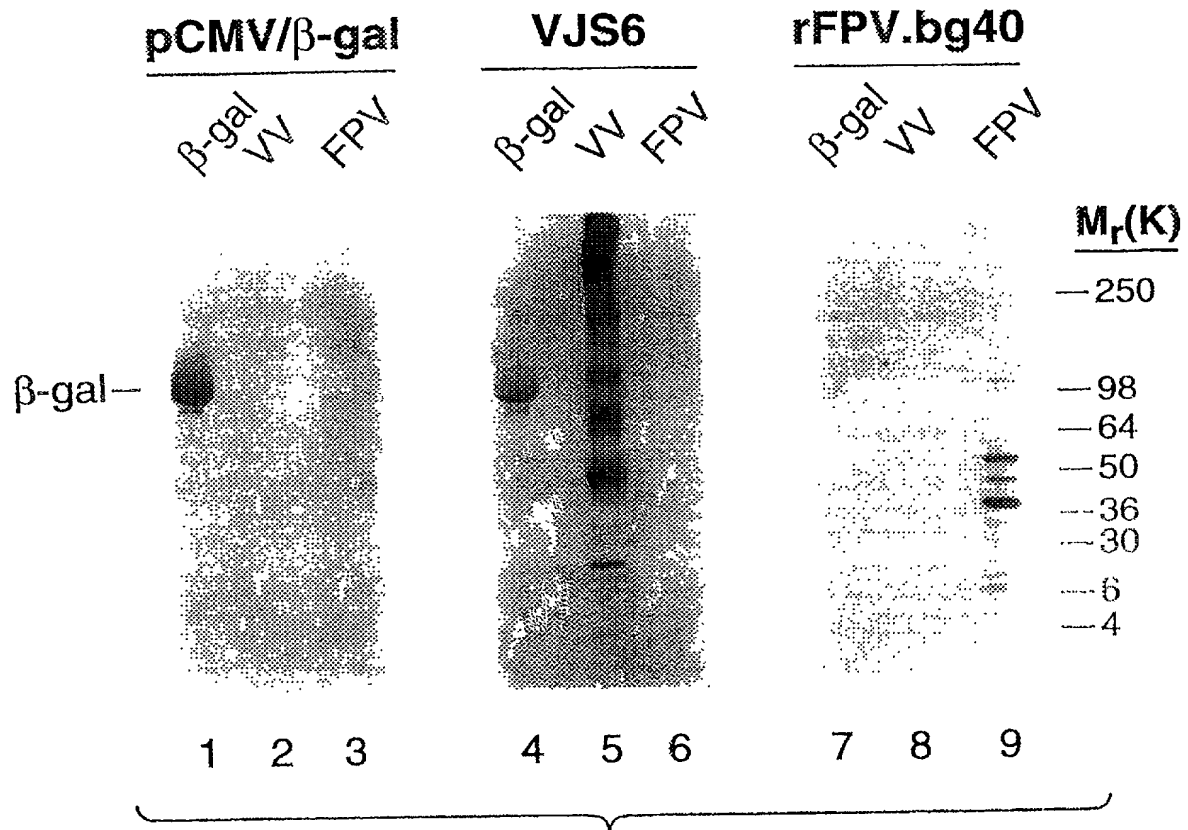 pCMV/β-gal VJS6 rFPV.bg40
β-gal VV FPV β-gal VV FPV β-gal VV FPV
Mr(K)
250
β-gal
98
64
50
36
30
6
4
1 2 3 4 5 6 7 8 9